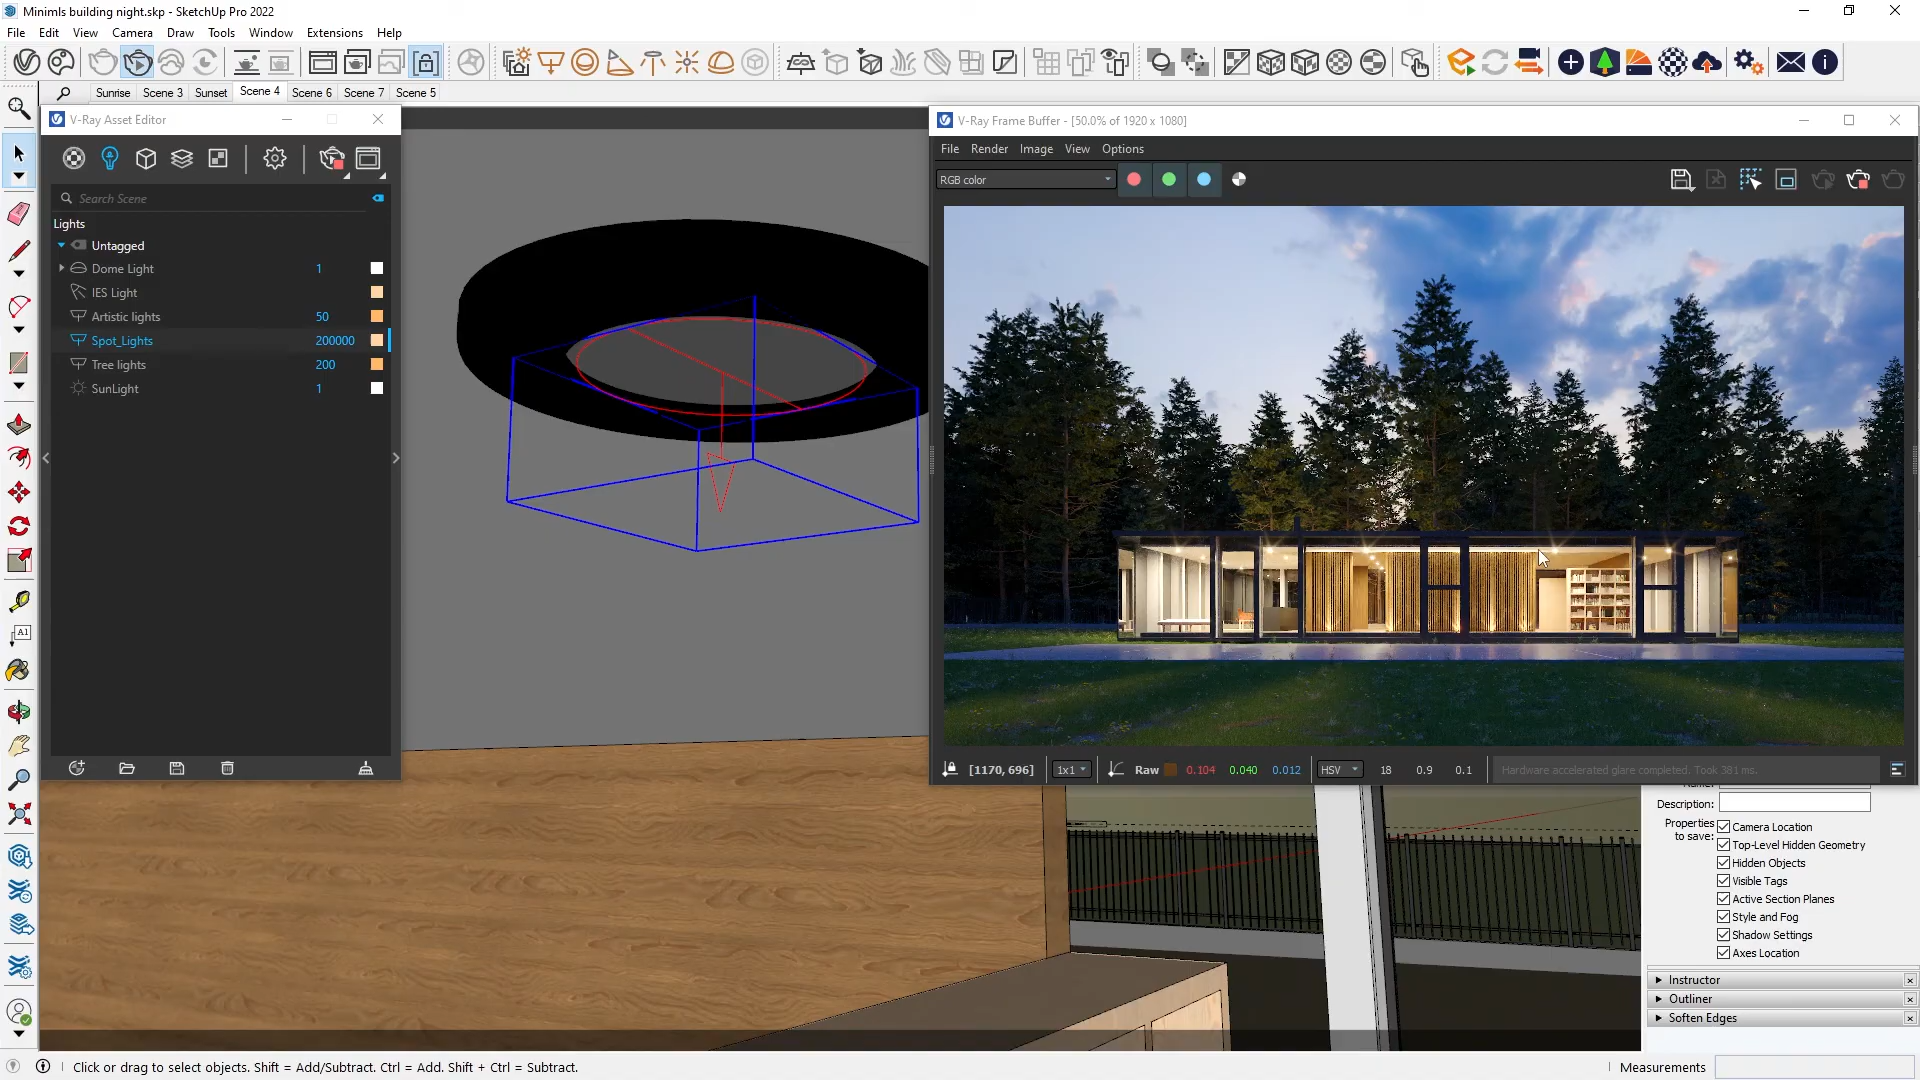 Minimls building night.skp - SketchUp Pro 2022
File Edit View Camera Draw Tools Window Extensions Help
Sunrise Scene 3 Sunset Scene 4 Scene 6 Scene 7 Scene 5
V-Ray Asset Editor
Search Scene
Lights
Untagged
Dome Light 1
IES Light
Artistic lights 50
Spot_Lights 200000
Tree lights 200
SunLight 1
V-Ray Frame Buffer - [50.0% of 1920 x 1080]
File Render Image View Options
RGB color
[1170, 696] 1x1 Raw 0.104 0.040 0.012 HSV 18 0.9 0.1 Hardware accelerated glare completed. Took 381 ms.
A1
Description:
Properties to save:
Camera Location
Top-Level Hidden Geometry
Hidden Objects
Visible Tags
Active Section Planes
Style and Fog
Shadow Settings
Axes Location
Instructor
Outliner
Soften Edges
Click or drag to select objects. Shift = Add/Subtract. Ctrl = Add. Shift + Ctrl = Subtract.
Measurements